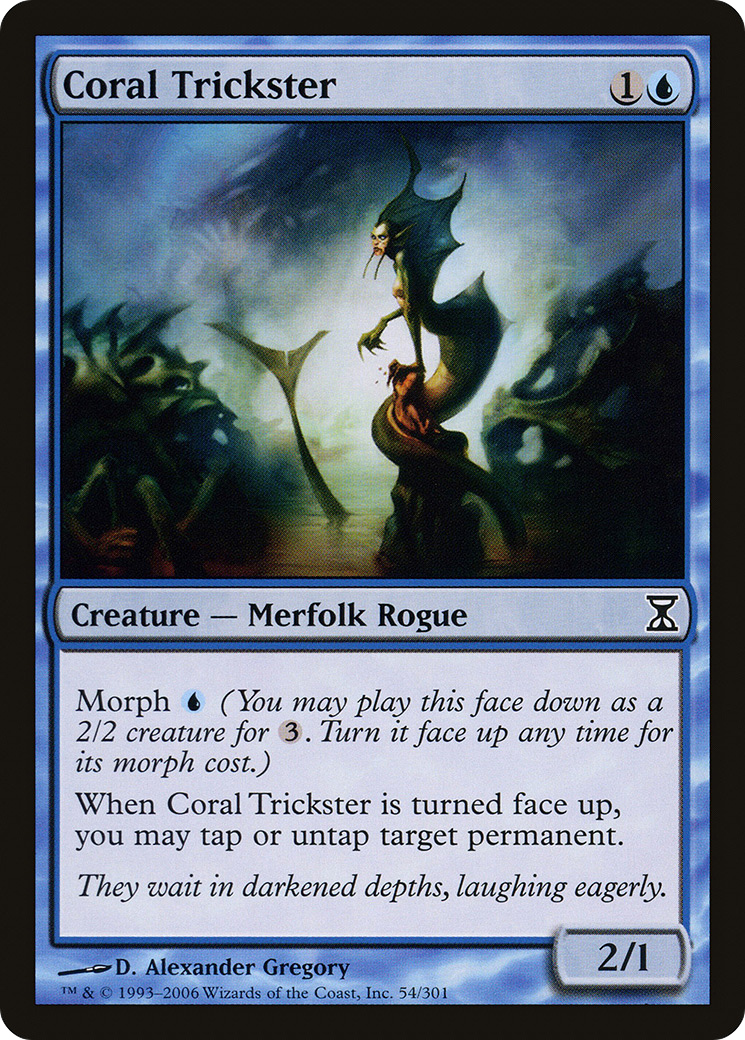 Coral Trickster 1
Creature — Merfolk Rogue
Morph (You may play this face down as a
2/2 creature for 3. Turn it face up any time for
its morph cost.)
When Coral Trickster is turned face up,
you may tap or untap target permanent.
They wait in darkened depths, laughing eagerly.
2/1
D. Alexander Gregory
™ & © 1993–2006 Wizards of the Coast, Inc. 54/301